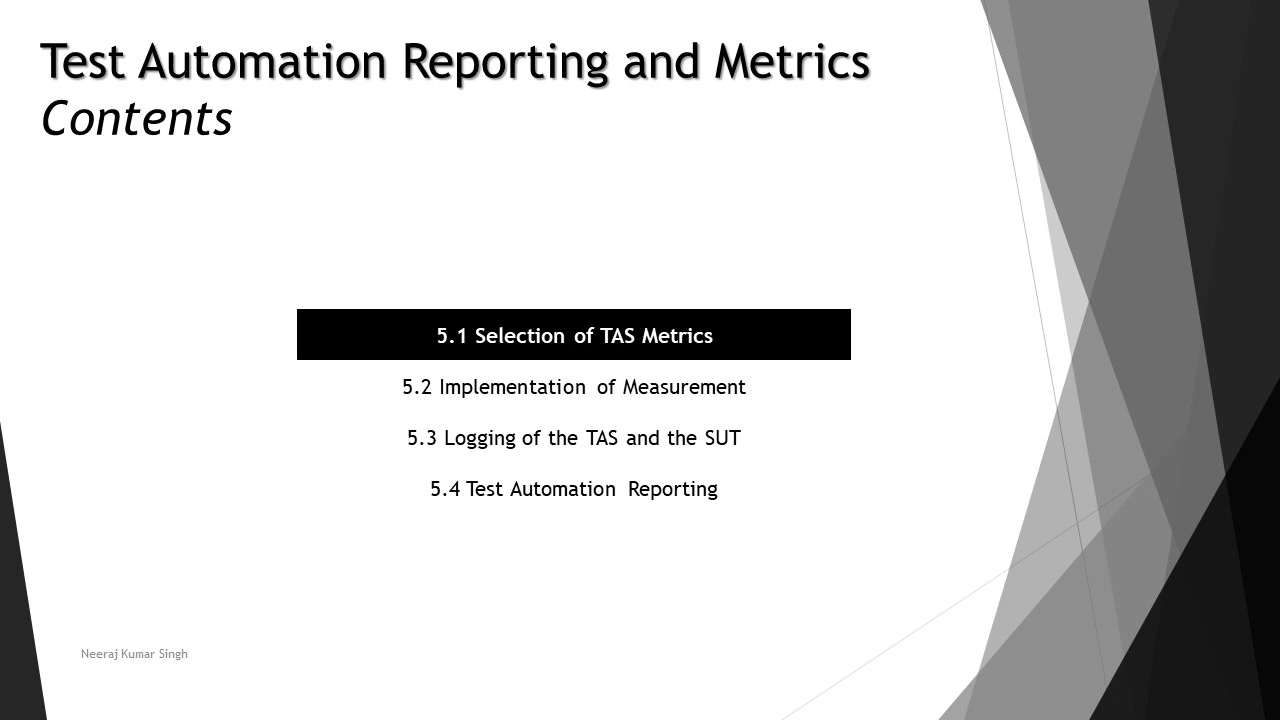 Test Automation Reporting and Metrics
Contents
5.1 Selection of TAS Metrics
5.2 Implementation of Measurement
5.3 Logging of the TAS and the SUT
5.4 Test Automation Reporting
Neeraj Kumar Singh